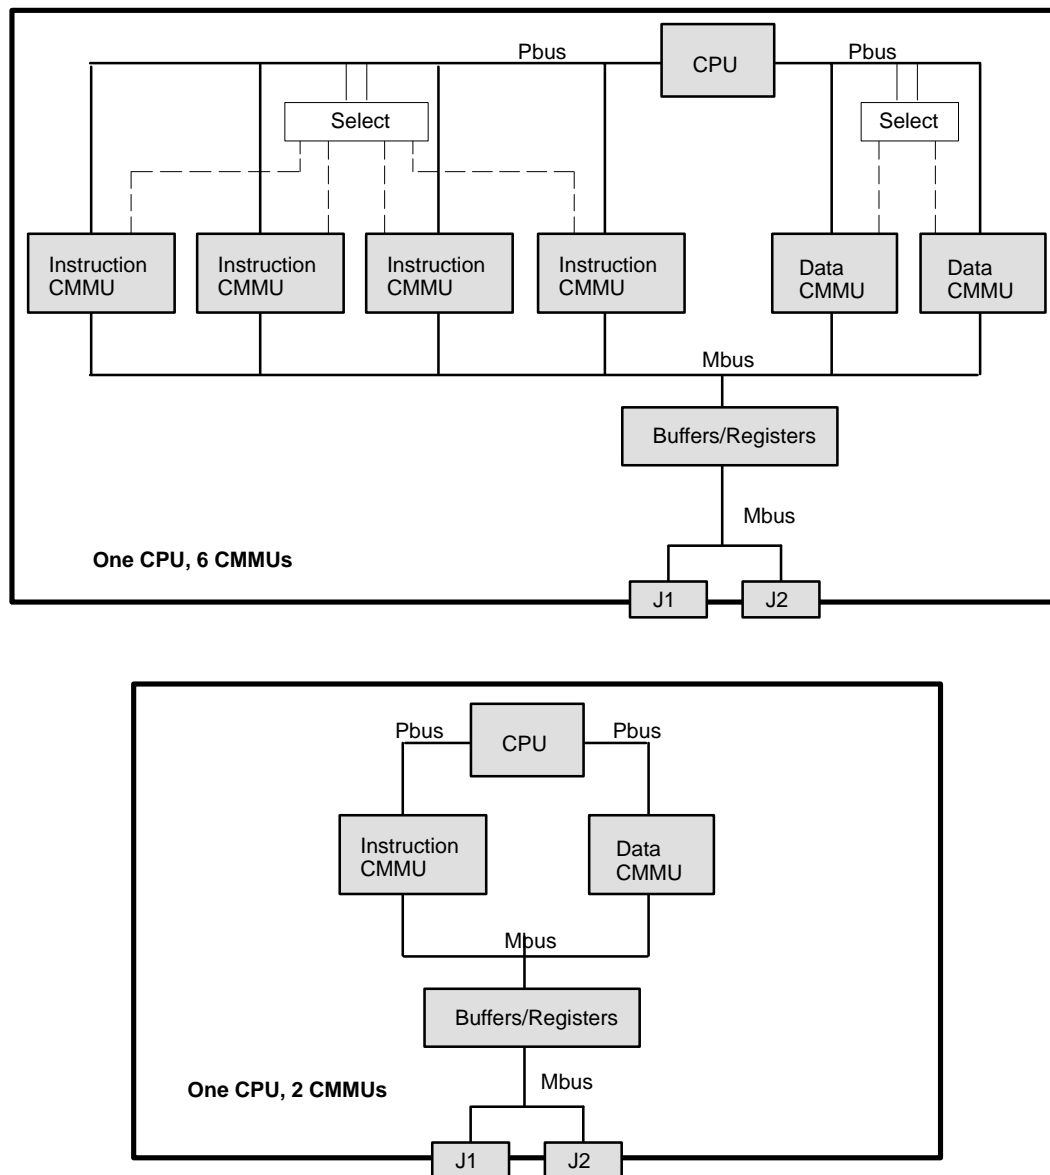 Pbus
CPU
Pbus
Select
Select
Instruction
CMMU
Instruction
CMMU
Instruction
CMMU
Instruction
CMMU
Data
CMMU
Data
CMMU
Mbus
Buffers/Registers
Mbus
One CPU, 6 CMMUs
J1
J2
Pbus
CPU
Pbus
Instruction
CMMU
Data
CMMU
Mbus
Buffers/Registers
Mbus
One CPU, 2 CMMUs
J1
J2